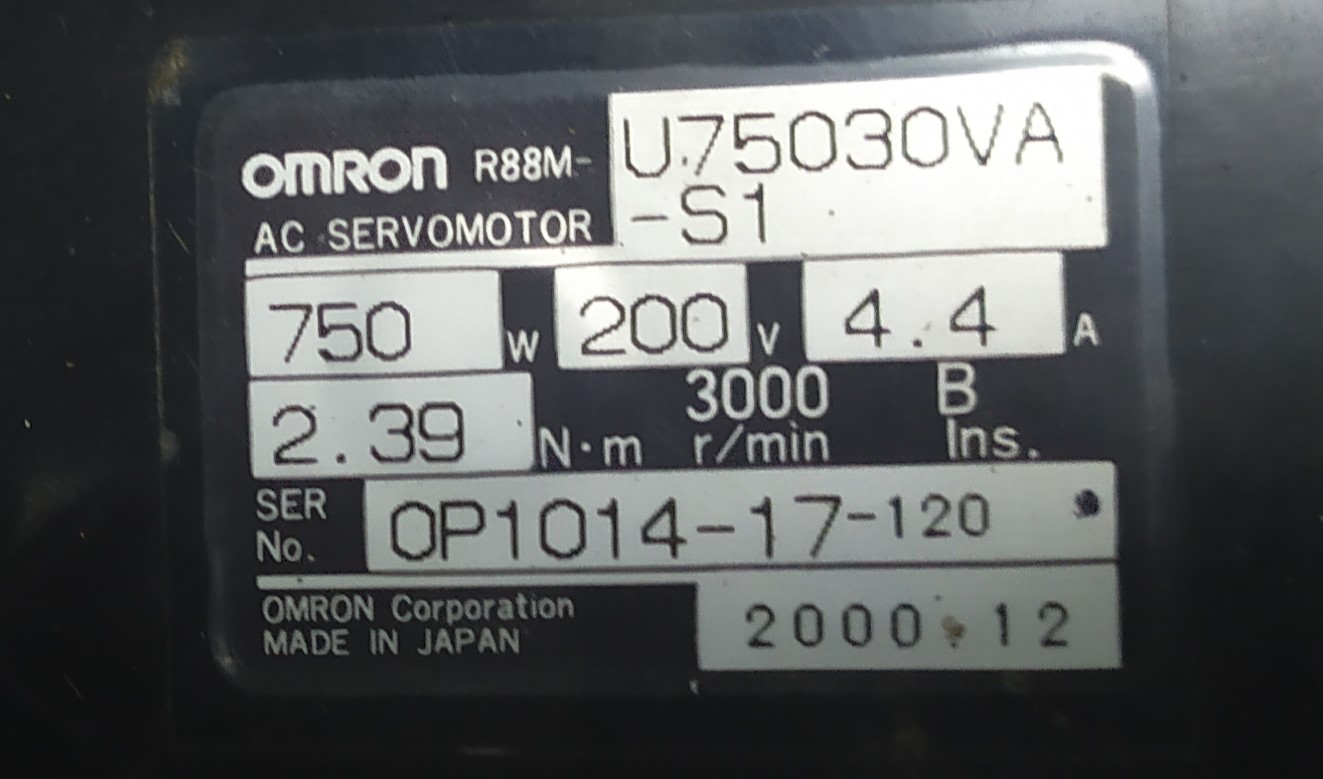 OMRON R88M- U75030VA
AC SERVOMOTOR -S1
750 W 200 V 4.4 A
2.39 N·m 3000 r/min B Ins.
SER No. 0P1014-17-120
OMRON Corporation
MADE IN JAPAN
2000.12